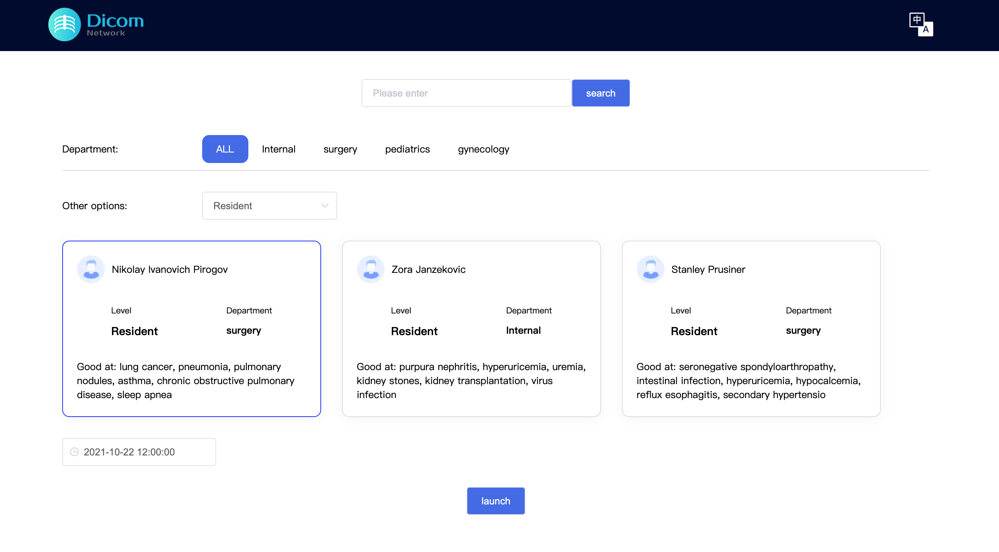 Dicom
Network
中
A
Please enter
search
Department:
ALL
Internal
surgery
pediatrics
gynecology
Other options:
Resident
Nikolay Ivanovich Pirogov
Level
Department
Resident
surgery
Good at: lung cancer, pneumonia, pulmonary
nodules, asthma, chronic obstructive pulmonary
disease, sleep apnea
Zora Janzekovic
Level
Department
Resident
Internal
Good at: purpura nephritis, hyperuricemia, uremia,
kidney stones, kidney transplantation, virus
infection
Stanley Prusiner
Level
Department
Resident
surgery
Good at: seronegative spondyloarthropathy,
intestinal infection, hyperuricemia, hypocalcemia,
reflux esophagitis, secondary hypertensio
2021-10-22 12:00:00
launch